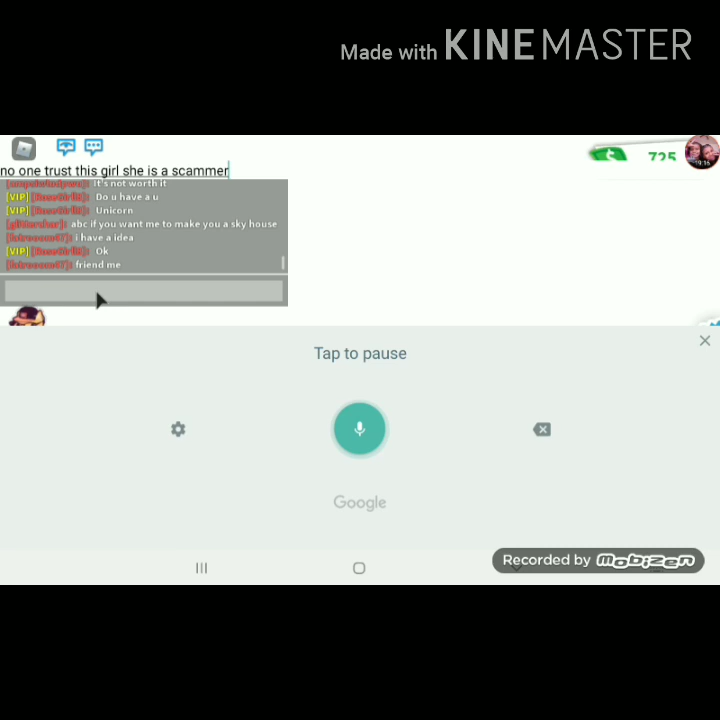 Made with KINEMASTER
725
19:16
no one trust this girl she is a scammer
It's not worth it
[VIP] Do u have a u
[VIP] Unicorn
abc if you want me to make you a sky house
I have a idea
[VIP] Ok
friend me
Tap to pause
Google
Recorded by mobizen